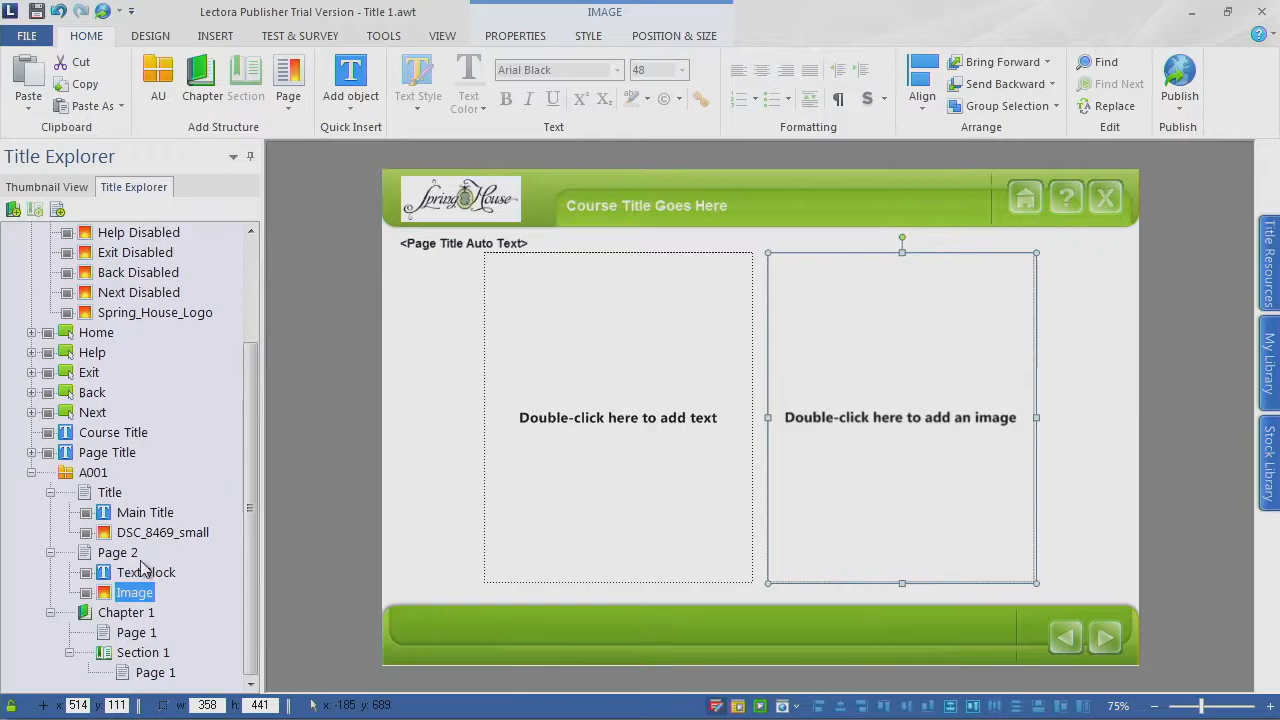 Lectora Publisher Trial Version - Title 1.awt
IMAGE
FILE HOME DESIGN INSERT TEST & SURVEY TOOLS VIEW PROPERTIES STYLE POSITION & SIZE
Paste
Cut
Copy
Paste As
Clipboard
AU
Chapter
Section
Page
Add Structure
Add object
Quick Insert
Text Style
Text Color
Arial Black
48
B I U X² X₂
Text
Formatting
Align
Bring Forward
Send Backward
Group Selection
Arrange
Find
Find Next
Replace
Edit
Publish
Publish
Title Explorer
Thumbnail View
Title Explorer
Help Disabled
Exit Disabled
Back Disabled
Next Disabled
Spring_House_Logo
Home
Help
Exit
Back
Next
Course Title
Page Title
A001
Title
Main Title
DSC_8469_small
Page 2
Text Block
Image
Chapter 1
Page 1
Section 1
Page 1
Spring House
Course Title Goes Here
? X
<Page Title Auto Text>
Double-click here to add text
Double-click here to add an image
Title Resources
My Library
Stock Library
x: 514 y: 111 w: 358 h: 441 x: -185 y: 689
75%